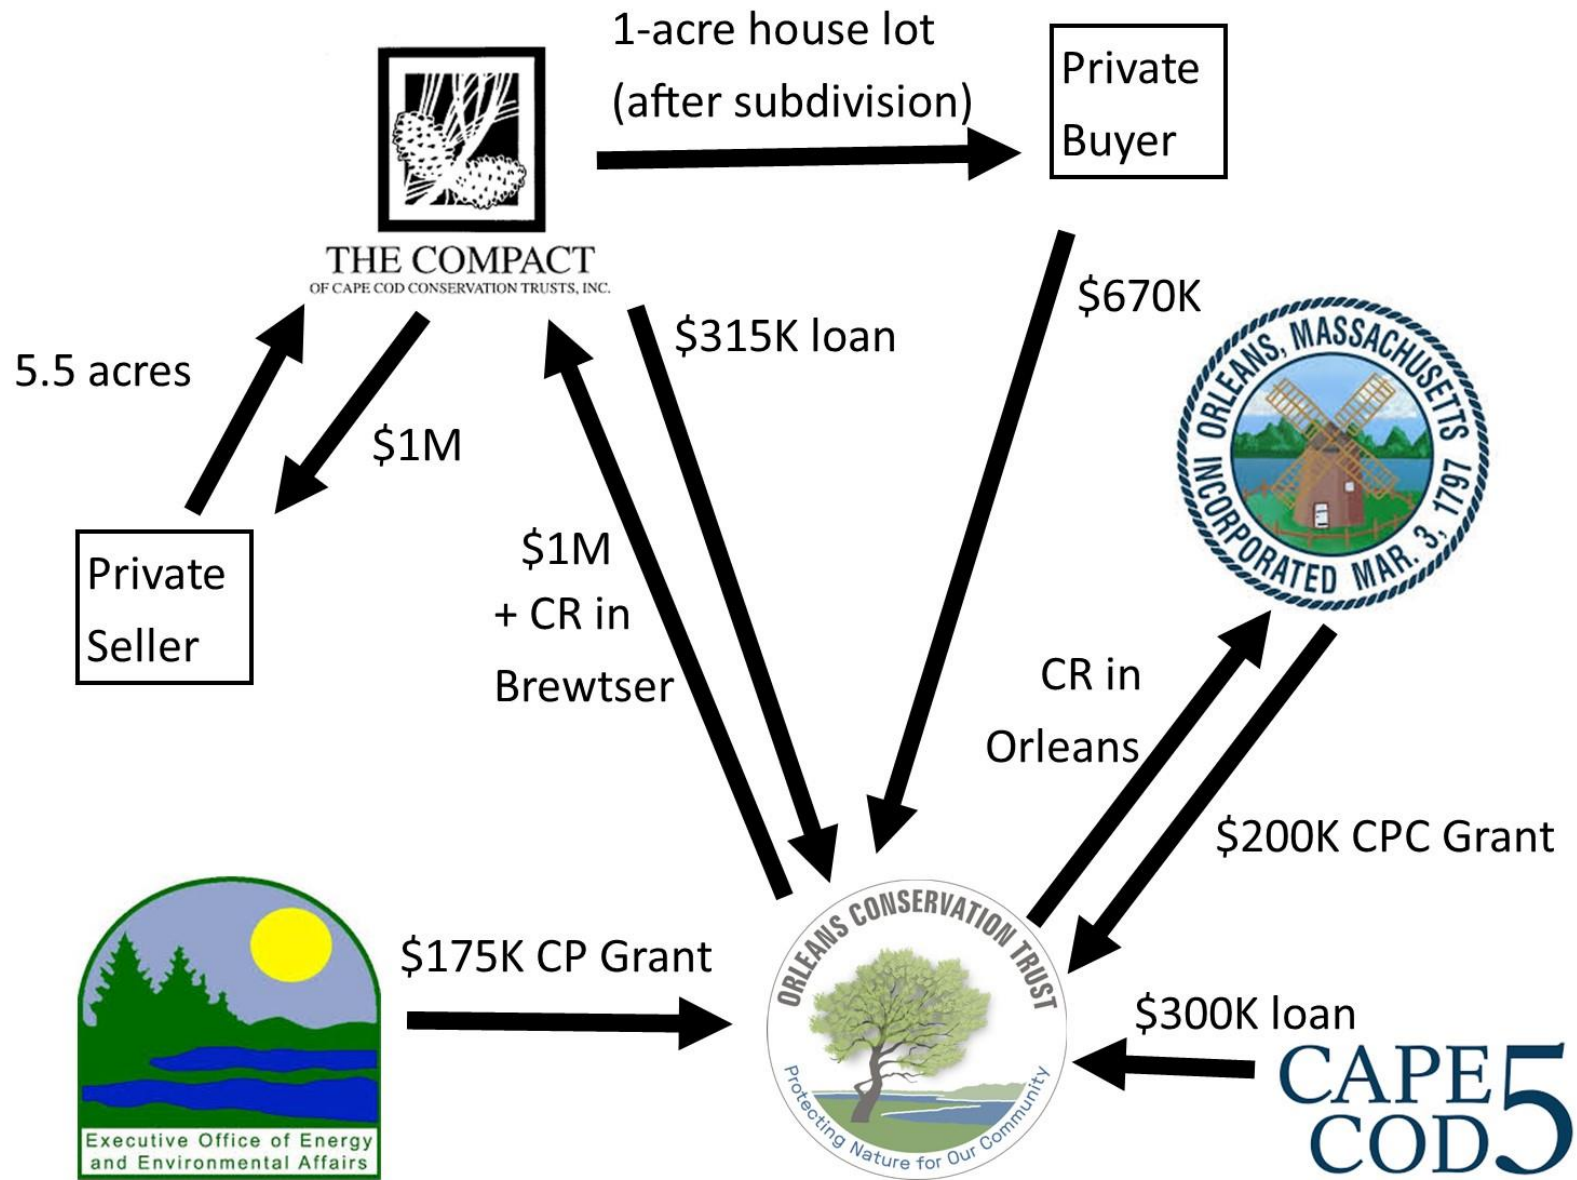 1-acre house lot
(after subdivision)
Private
Buyer
THE COMPACT
OF CAPE COD CONSERVATION TRUSTS, INC.
5.5 acres
$1M
$315K loan
$670K
ORLEANS, MASSACHUSETTS
INCORPORATED MAR. 3, 1797
Private
Seller
$1M
+ CR in
Brewtser
CR in
Orleans
$200K CPC Grant
$175K CP Grant
ORLEANS CONSERVATION TRUST
Protecting Nature for Our Community
$300K loan
CAPE
COD 5
Executive Office of Energy
and Environmental Affairs